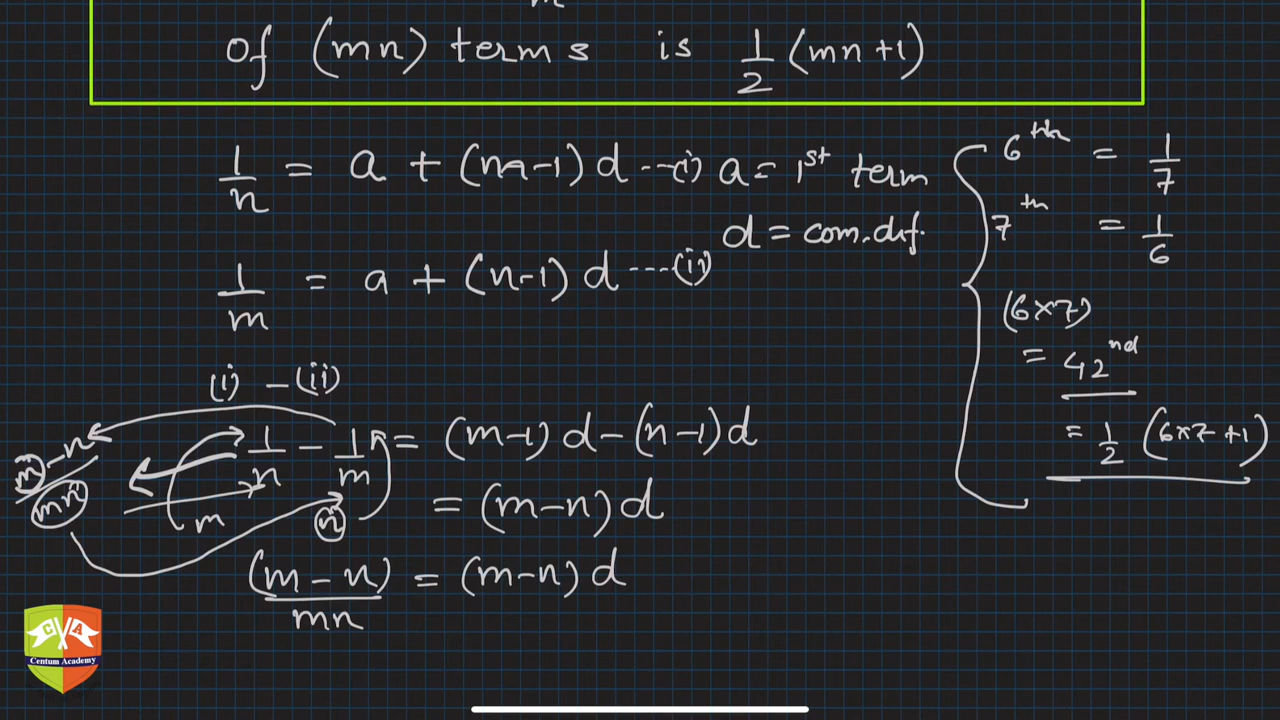 m
of (mn) terms is 1/2 (mn+1)
1/n = a + (m-1)d --(i) a = 1st term
d = com.dif.
1/m = a + (n-1)d ----(ii)
(i) - (ii)
1/n - 1/m = (m-1)d-(n-1)d
m-n/mn
m n
= (m-n)d
(m-n)/mn = (m-n)d
6th = 1/7
7th = 1/6
(6×7)
= 42nd
= 1/2 (6×7+1)
C A
Centum Academy